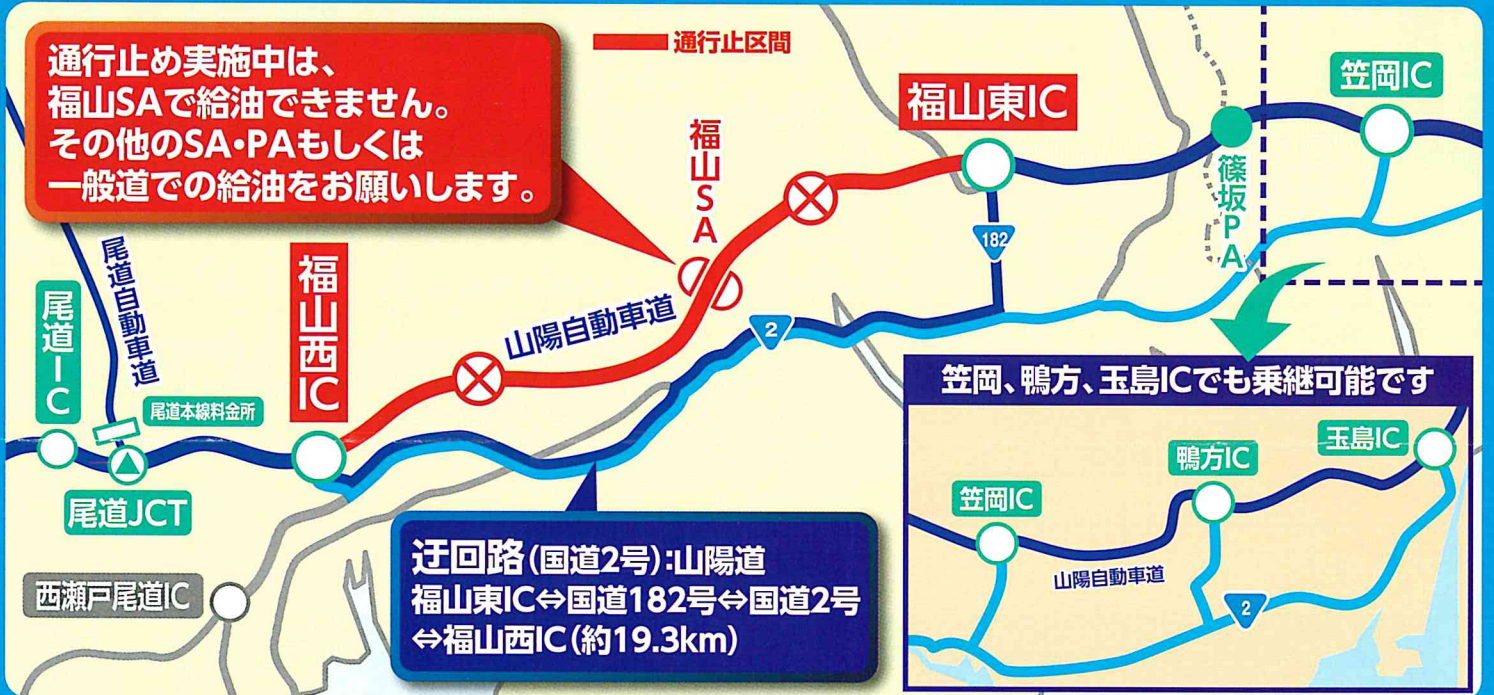 通行止め実施中は、
福山SAで給油できません。
その他のSA・PAもしくは
一般道での給油をお願いします。
通行止区間
福山東IC
笠岡IC
福山SA
篠坂PA
182
尾道自動車道
福山西IC
山陽自動車道
2
尾道IC
尾道本線料金所
尾道JCT
西瀬戸尾道IC
迂回路(国道2号):山陽道
福山東IC⇔国道182号⇔国道2号
⇔福山西IC(約19.3km)
笠岡、鴨方、玉島ICでも乗継可能です
玉島IC
鴨方IC
笠岡IC
山陽自動車道
2